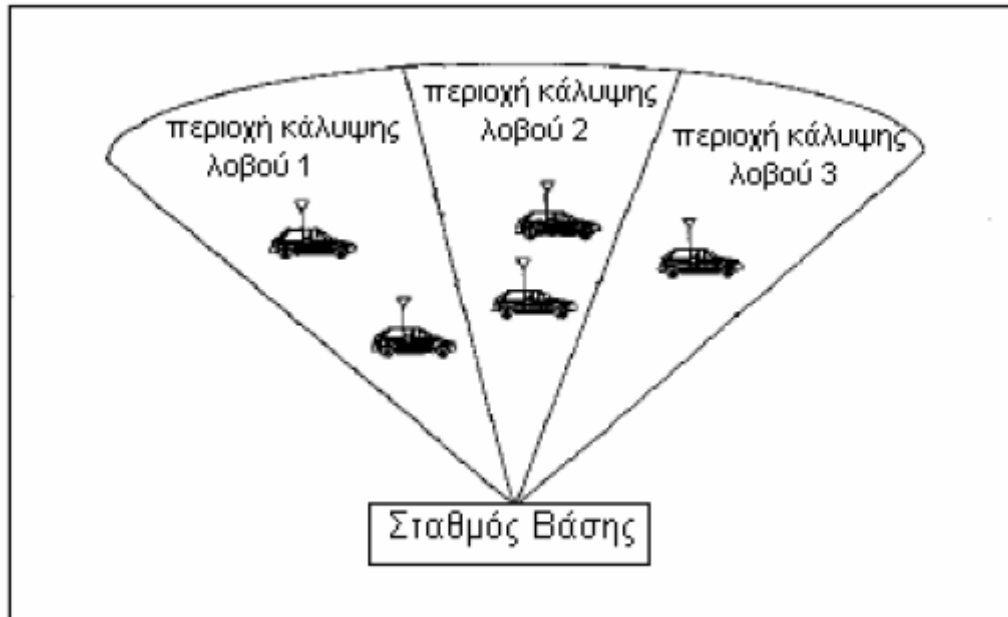 περιοχή κάλυψης
λοβού 1
περιοχή κάλυψης
λοβού 2
περιοχή κάλυψης
λοβού 3
Σταθμός Βάσης